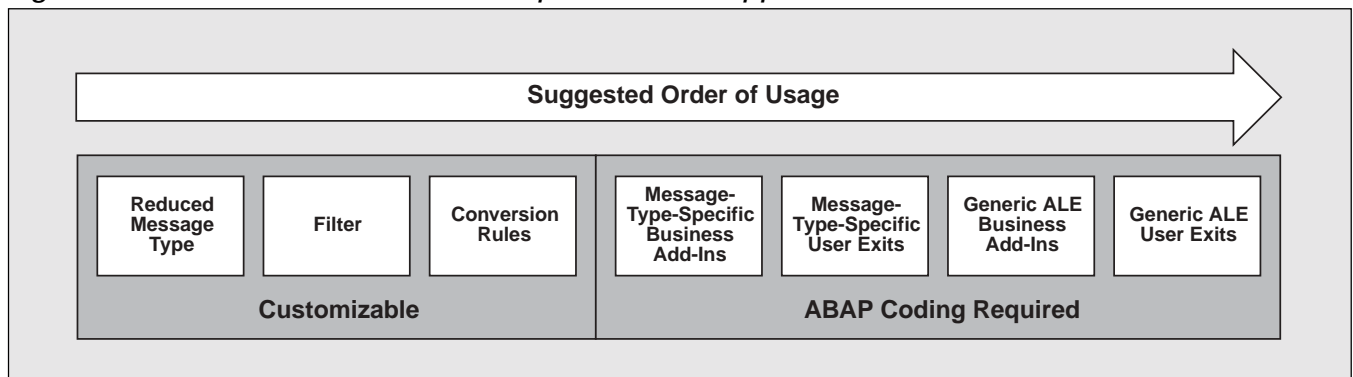 Suggested Order of Usage
Reduced
Message
Type
Filter
Conversion
Rules
Message-
Type-Specific
Business
Add-Ins
Message-
Type-Specific
User Exits
Generic ALE
Business
Add-Ins
Generic ALE
User Exits
Customizable
ABAP Coding Required